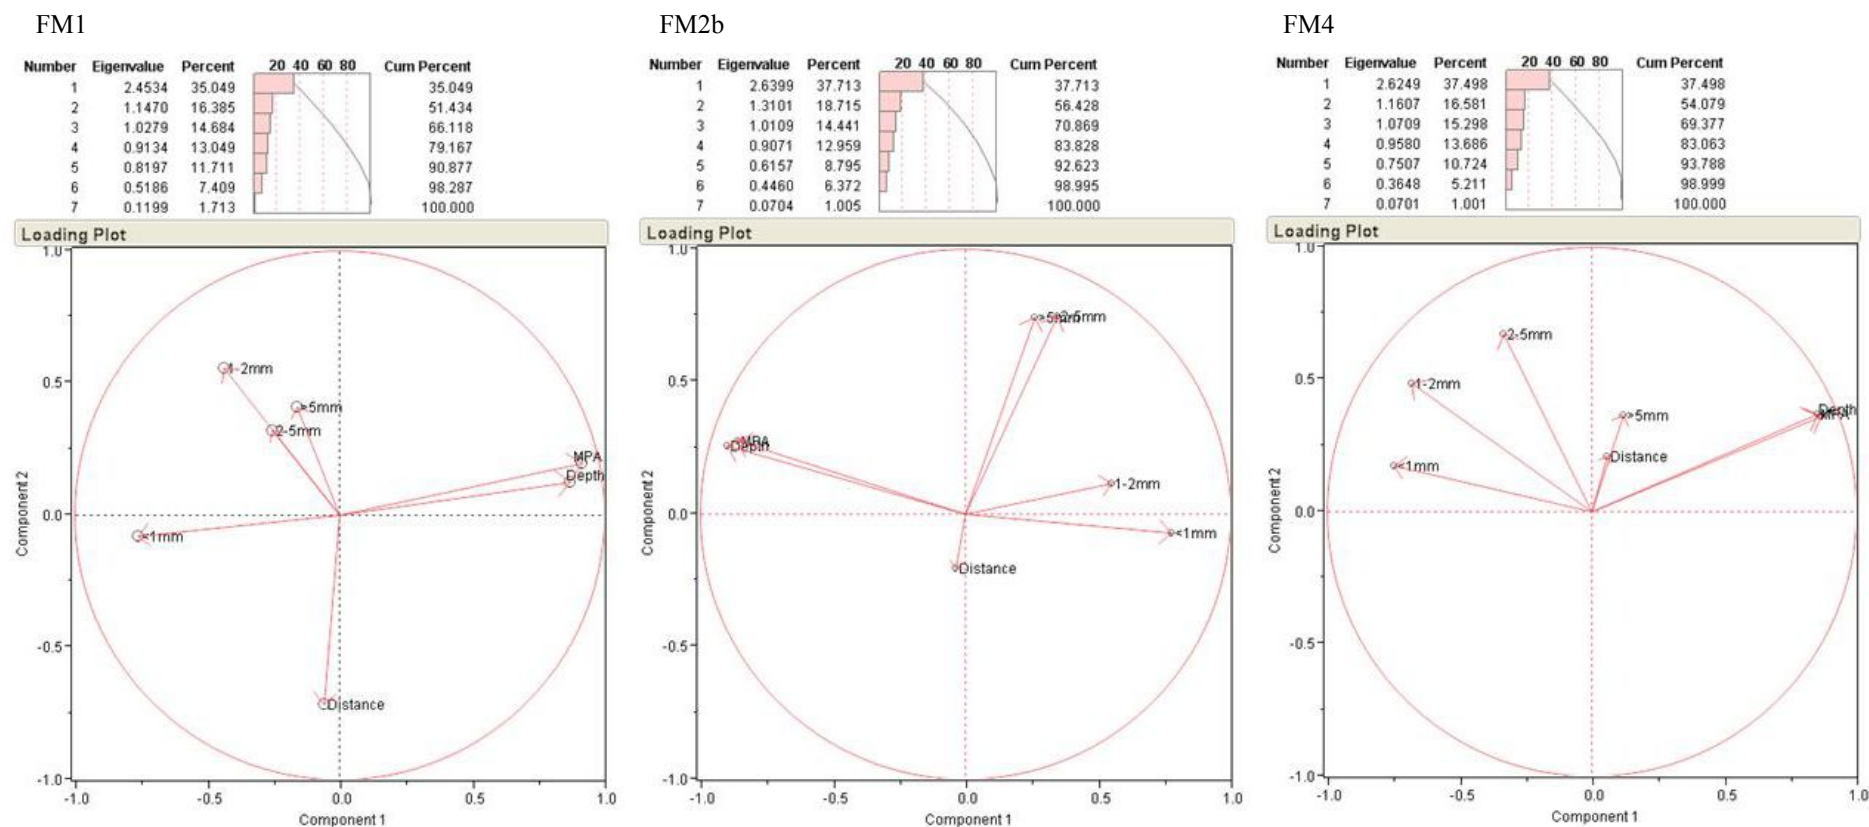 FM1
Number Eigenvalue Percent 20 40 60 80 Cum Percent
1 2.4534 35.049 35.049
2 1.1470 16.385 51.434
3 1.0279 14.684 66.118
4 0.9134 13.049 79.167
5 0.8197 11.711 90.877
6 0.5186 7.409 98.287
7 0.1199 1.713 100.000
Loading Plot
1.0
0.5
0.0
-0.5
-1.0
Component 2
1-2mm
>5mm
2-5mm
MPA
Depth
<1mm
Distance
-1.0 -0.5 0.0 0.5 1.0
Component 1
FM2b
Number Eigenvalue Percent 20 40 60 80 Cum Percent
1 2.6399 37.713 37.713
2 1.3101 18.715 56.428
3 1.0109 14.441 70.869
4 0.9071 12.959 83.828
5 0.6157 8.795 92.623
6 0.4460 6.372 98.995
7 0.0704 1.005 100.000
Loading Plot
1.0
0.5
0.0
-0.5
-1.0
Component 2
>5mm
2-5mm
MPA
Depth
1-2mm
<1mm
Distance
-1.0 -0.5 0.0 0.5 1.0
Component 1
FM4
Number Eigenvalue Percent 20 40 60 80 Cum Percent
1 2.6249 37.498 37.498
2 1.1607 16.581 54.079
3 1.0709 15.298 69.377
4 0.9580 13.686 83.063
5 0.7507 10.724 93.788
6 0.3648 5.211 98.999
7 0.0701 1.001 100.000
Loading Plot
1.0
0.5
0.0
-0.5
-1.0
Component 2
2-5mm
1-2mm
>5mm
Depth
MPA
<1mm
Distance
-1.0 -0.5 0.0 0.5 1.0
Component 1